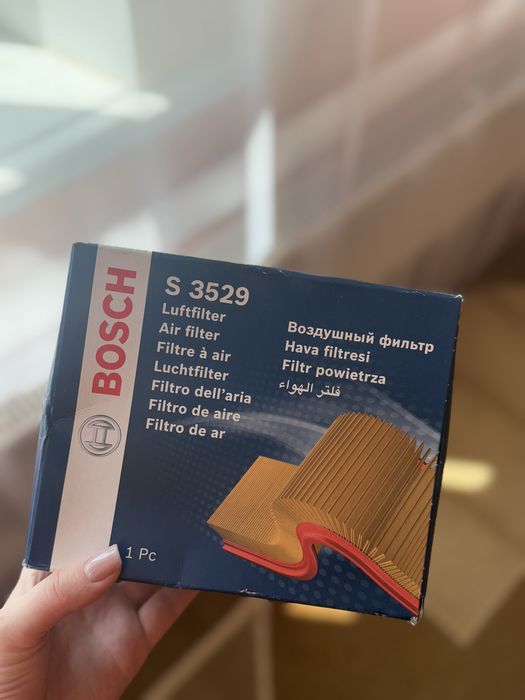 BOSCH
S 3529
Luftfilter
Air filter
Filtre à air
Luchtfilter
Filtro dell'aria
Filtro de aire
Filtro de ar
Воздушный фильтр
Hava filtresi
Filtr powietrza
فلتر الهواء
1 Pc